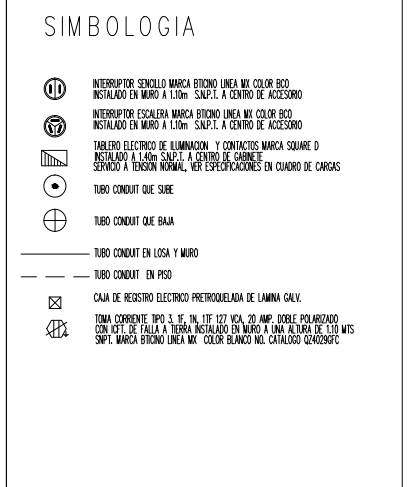 SIMBOLOGIA
INTERRUPTOR SENCILLO MARCA BTICINO LINEA MX COLOR BCO
INSTALADO EN MURO A 1.10m S.N.P.T. A CENTRO DE ACCESORIO
INTERRUPTOR ESCALERA MARCA BTICINO LINEA MX COLOR BCO
INSTALADO EN MURO A 1.10m S.N.P.T. A CENTRO DE ACCESORIO
TABLERO ELECTRICO DE ILUMINACION Y CONTACTOS MARCA SQUARE D
INSTALADO A 1.40m S.N.P.T. A CENTRO DE GABINETE
SERVICIO A TENSION NORMAL, VER ESPECIFICACIONES EN CUADRO DE CARGAS
TUBO CONDUIT QUE SUBE
TUBO CONDUIT QUE BAJA
TUBO CONDUIT EN LOSA Y MURO
TUBO CONDUIT EN PISO
CAJA DE REGISTRO ELECTRICO PRETROQUELADA DE LAMINA GALV.
TOMA CORRIENTE TIPO 3. 1F, 1N, 1TF 127 VCA, 20 AMP. DOBLE POLARIZADO
CON ICFT. DE FALLA A TIERRA INSTALADO EN MURO A UNA ALTURA DE 1.10 MTS
SNPT. MARCA BTICINO LINEA MX COLOR BLANCO NO. CATALOGO QZ4029GFC